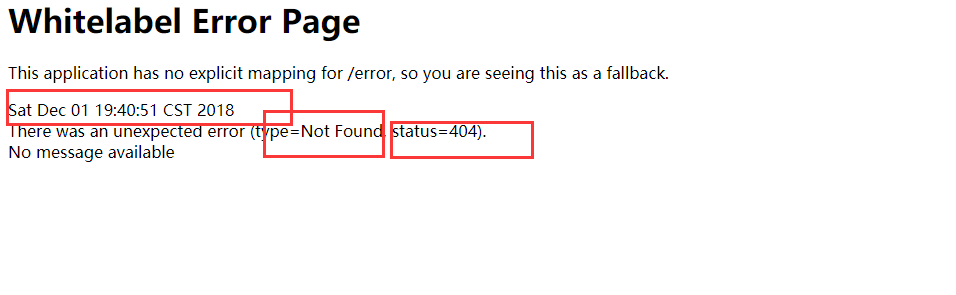 Whitelabel Error Page
This application has no explicit mapping for /error, so you are seeing this as a fallback.
Sat Dec 01 19:40:51 CST 2018
There was an unexpected error (type=Not Found, status=404).
No message available